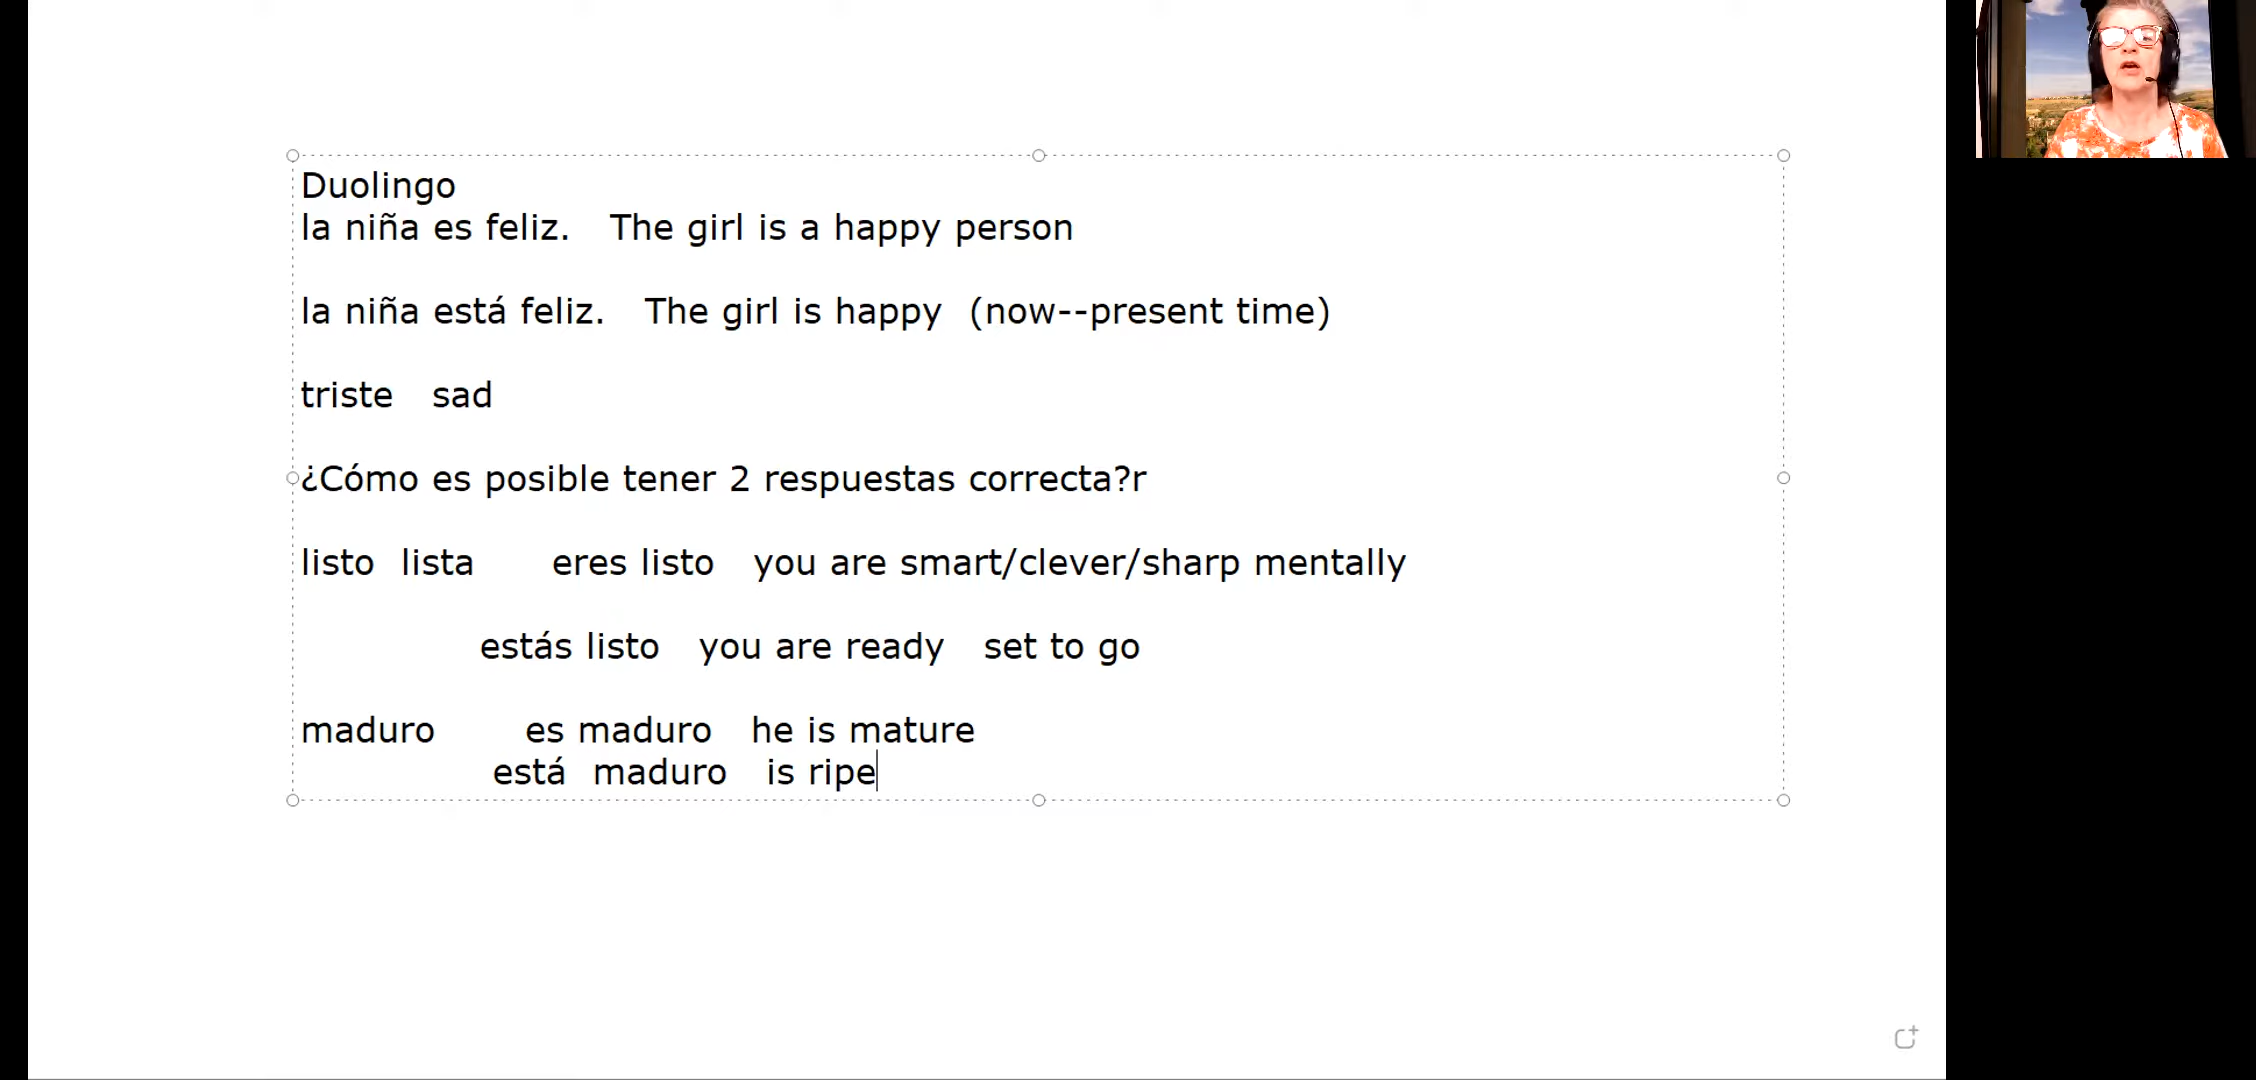 Duolingo
la niña es feliz.   The girl is a happy person
la niña está feliz.   The girl is happy  (now--present time)
triste   sad
¿Cómo es posible tener 2 respuestas correcta?r
listo  lista      eres listo   you are smart/clever/sharp mentally
estás listo   you are ready   set to go
maduro       es maduro   he is mature
está  maduro   is ripe